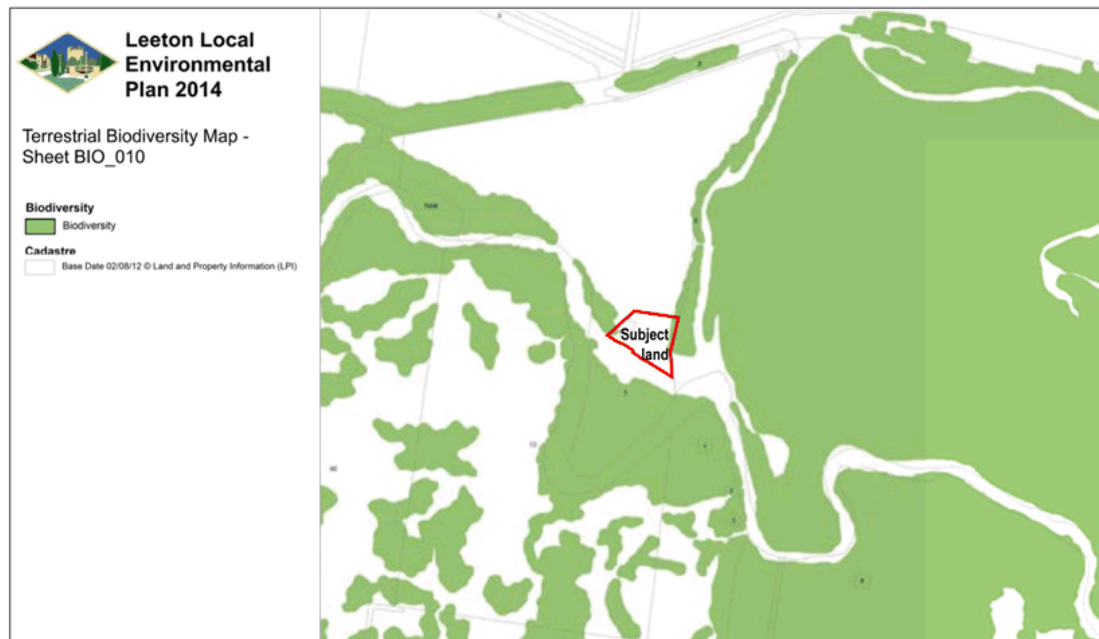 Leeton Local
Environmental
Plan 2014
Terrestrial Biodiversity Map -
Sheet BIO_010
Biodiversity
Biodiversity
Cadastre
Base Date 02/08/12 © Land and Property Information (LPI)
Subject
land